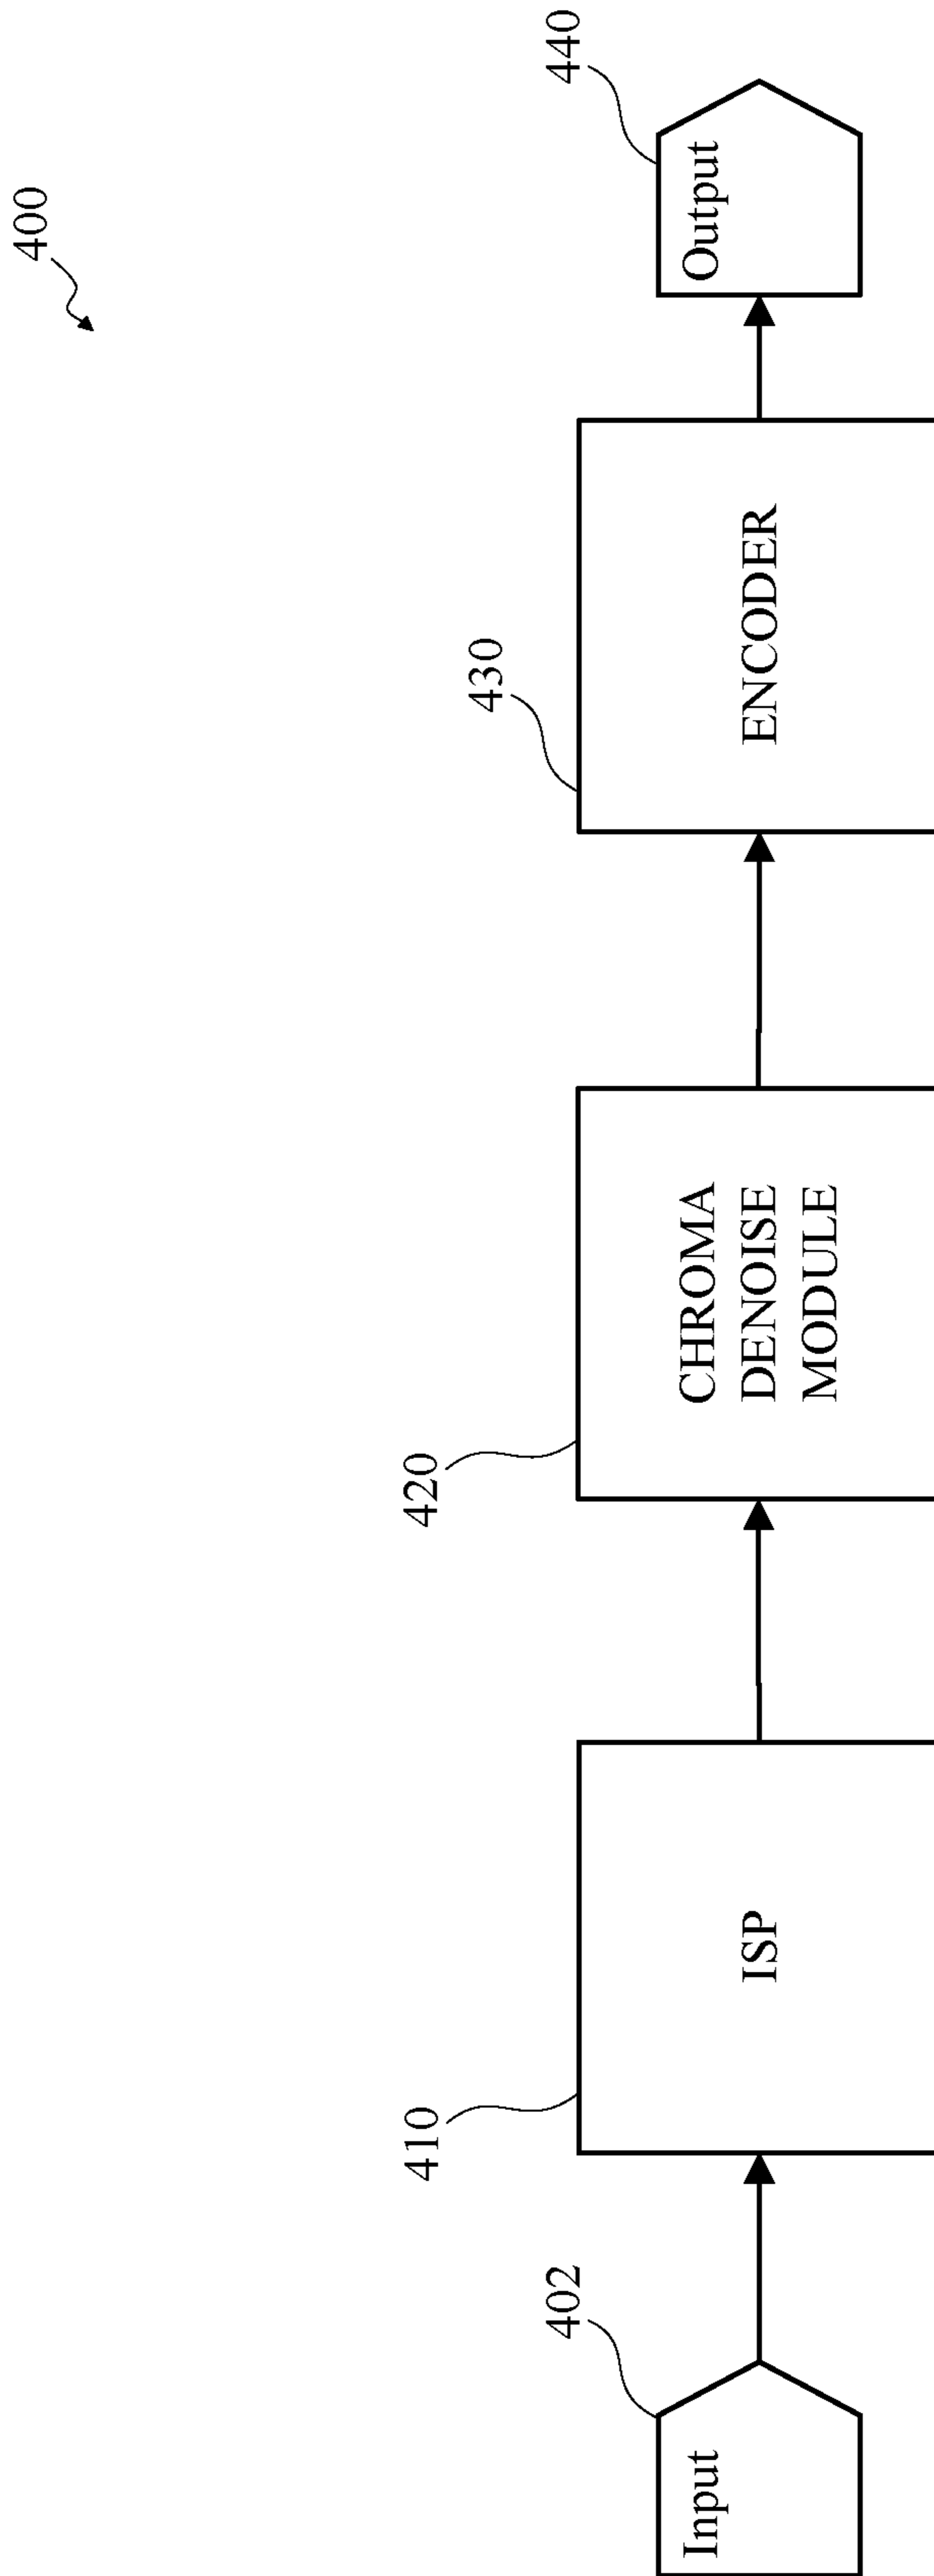 400
402
Input
410
ISP
420
CHROMA
DENOISE
MODULE
430
ENCODER
440
Output